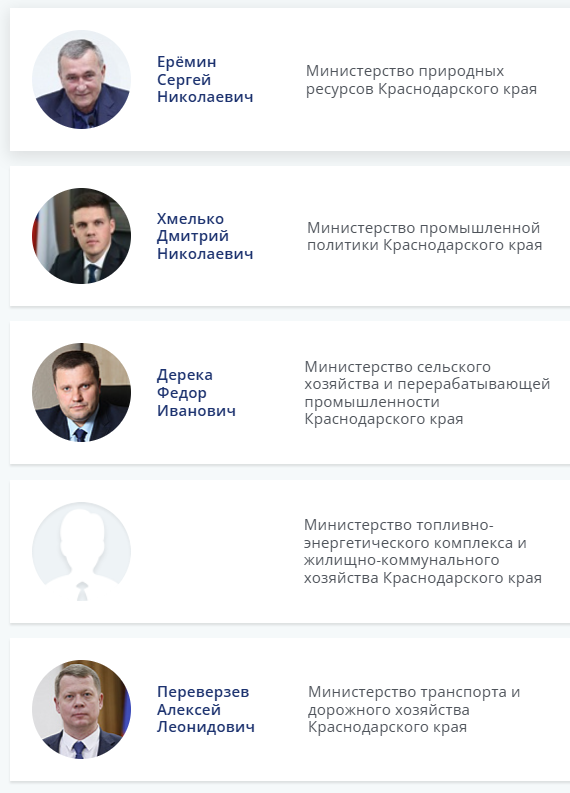 Ерёмин
Сергей
Николаевич
Министерство природных
ресурсов Краснодарского края
Хмелько
Дмитрий
Николаевич
Министерство промышленной
политики Краснодарского края
Дерека
Федор
Иванович
Министерство сельского
хозяйства и перерабатывающей
промышленности
Краснодарского края
Министерство топливно-
энергетического комплекса и
жилищно-коммунального
хозяйства Краснодарского края
Переверзев
Алексей
Леонидович
Министерство транспорта и
дорожного хозяйства
Краснодарского края